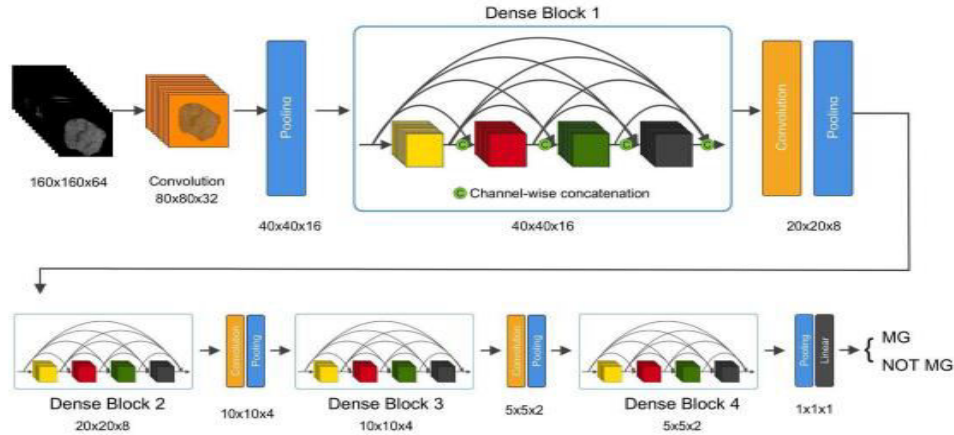 Dense Block 1
160x160x64
Convolution
80x80x32
Pooling
40x40x16
C
C
C
C
C Channel-wise concatenation
40x40x16
Convolution
Pooling
20x20x8
Dense Block 2
20x20x8
Convolution
Pooling
10x10x4
Dense Block 3
10x10x4
Convolution
Pooling
5x5x2
Dense Block 4
5x5x2
Pooling
Linear
1x1x1
MG
NOT MG